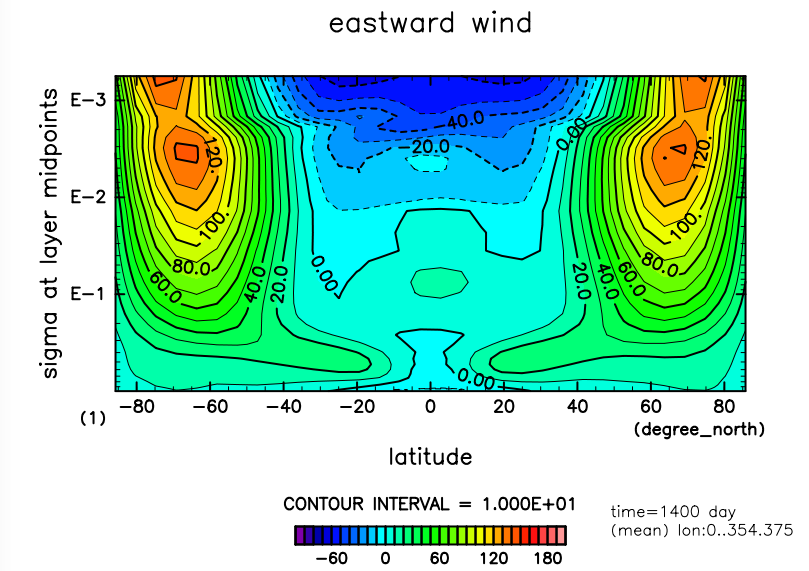 eastward wind
sigma at layer midpoints
E-3
E-2
E-1
40.0
20.0
0.00
120.
120.
100.
100.
80.0
80.0
60.0
60.0
40.0
40.0
20.0
20.0
0.00
0.00
-80 -60 -40 -20 0 20 40 60 80
(1)
(degree_north)
latitude
CONTOUR INTERVAL = 1.000E+01
-60 0 60 120 180
time=1400 day
(mean) lon:0..354.375